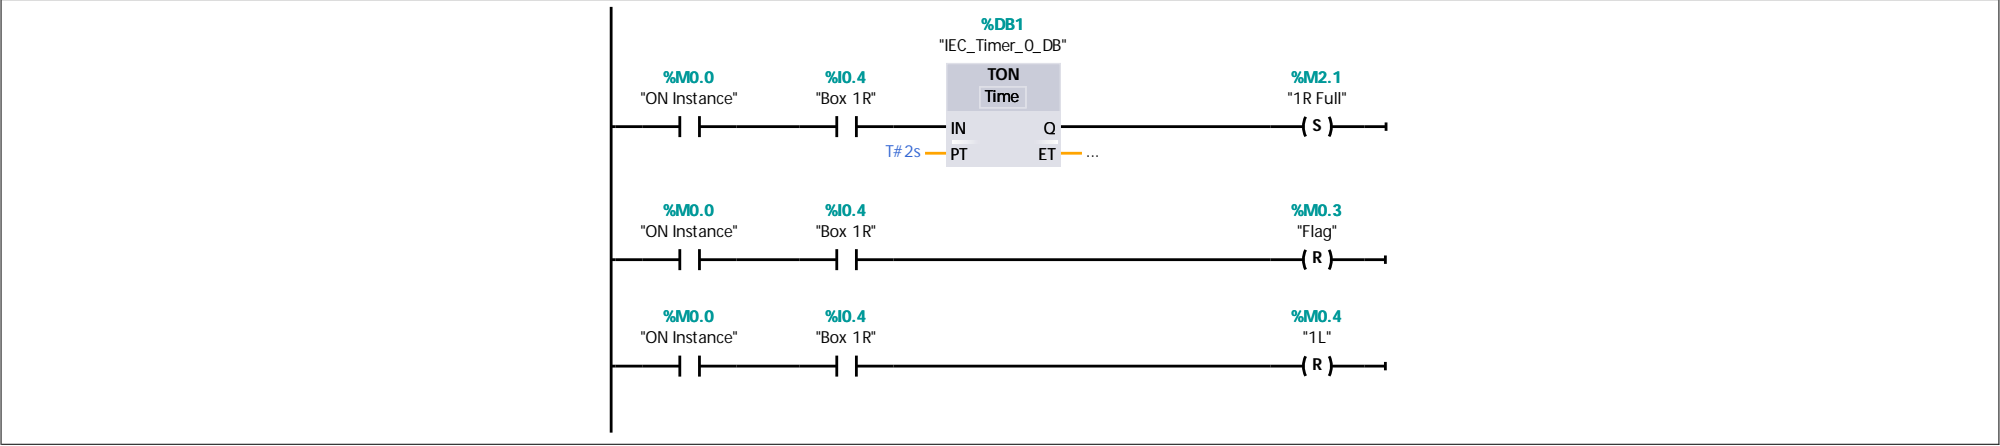 %DB1
"IEC_Timer_0_DB"
%M0.0 %I0.4 TON %M2.1
"ON Instance" "Box 1R" Time "1R Full"
IN Q S
T#2s PT ET ...
%M0.0 %I0.4 %M0.3
"ON Instance" "Box 1R" "Flag"
R
%M0.0 %I0.4 %M0.4
"ON Instance" "Box 1R" "1L"
R